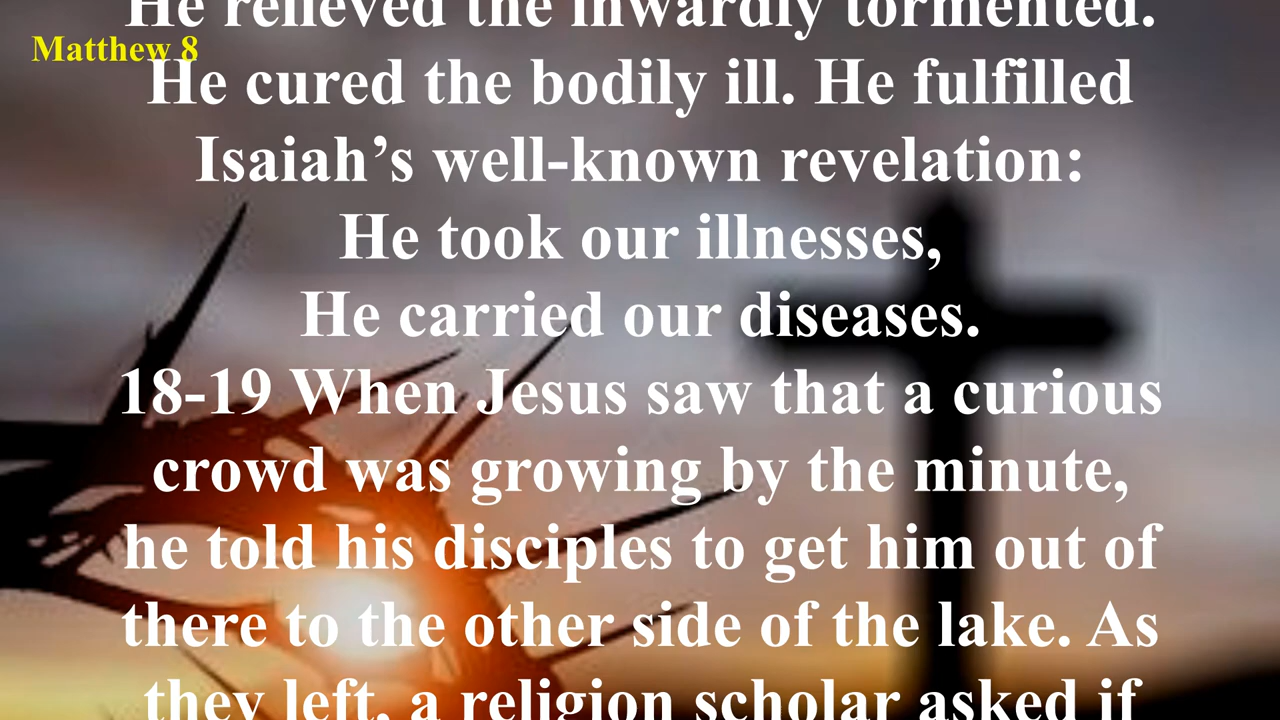 He relieved the inwardly tormented.
Matthew 8
He cured the bodily ill. He fulfilled
Isaiah’s well-known revelation:
He took our illnesses,
He carried our diseases.
18-19 When Jesus saw that a curious
crowd was growing by the minute,
he told his disciples to get him out of
there to the other side of the lake. As
they left, a religion scholar asked if